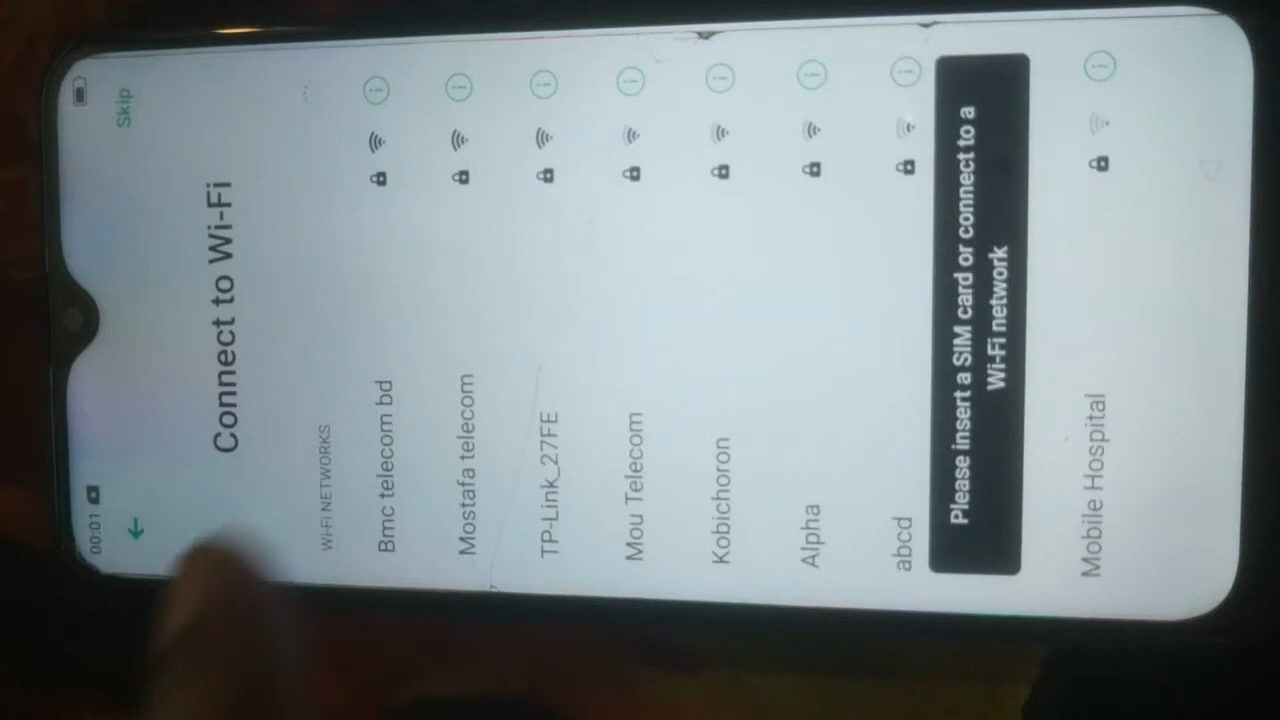 00:01
Skip
Connect to Wi-Fi
WI-FI NETWORKS
Bmc telecom bd
Mostafa telecom
TP-Link_27FE
Mou Telecom
Kobichoron
Alpha
abcd
Please insert a SIM card or connect to a
Wi-Fi network
Mobile Hospital